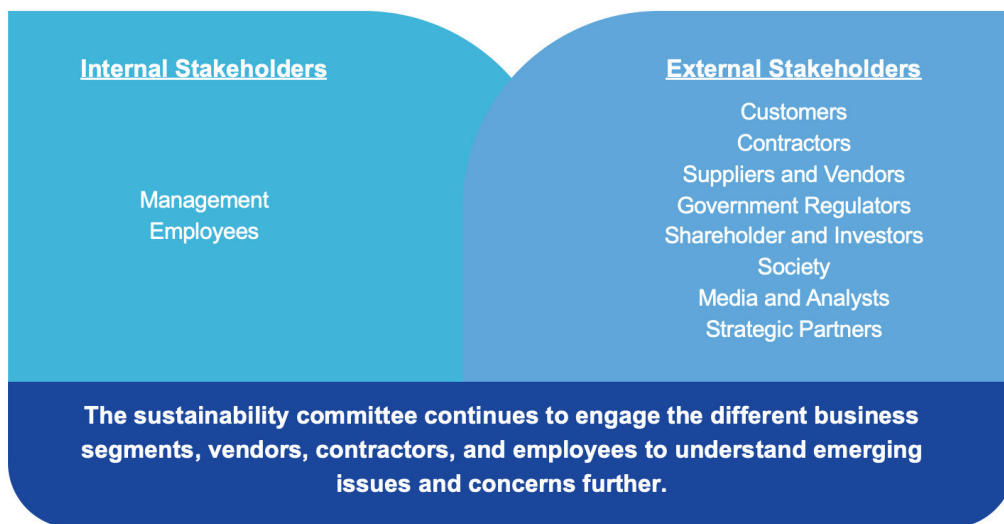 Internal Stakeholders
Management
Employees
External Stakeholders
Customers
Contractors
Suppliers and Vendors
Government Regulators
Shareholder and Investors
Society
Media and Analysts
Strategic Partners
The sustainability committee continues to engage the different business
segments, vendors, contractors, and employees to understand emerging
issues and concerns further.